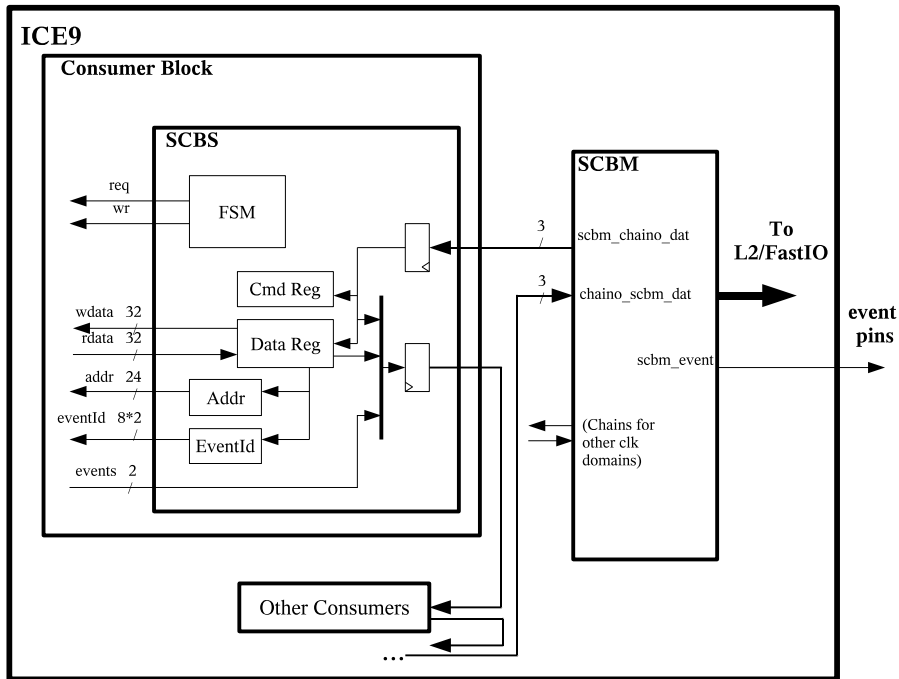 ICE9
Consumer Block
SCBS
req
wr
FSM
Cmd Reg
wdata 32
rdata 32
Data Reg
addr 24
Addr
eventId 8*2
EventId
events 2
3
3
SCBM
scbm_chaino_dat
chaino_scbm_dat
scbm_event
(Chains for
other clk
domains)
To
L2/FastIO
event
pins
Other Consumers
...